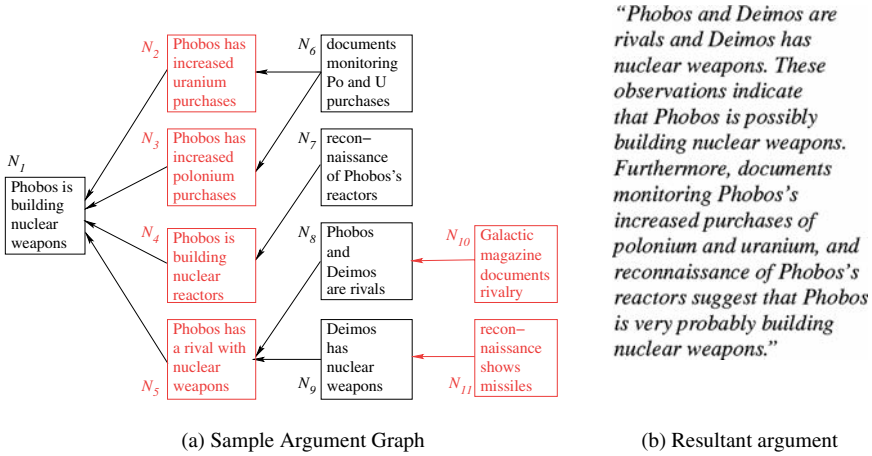 N1
Phobos is
building
nuclear
weapons
N2
Phobos has
increased
uranium
purchases
N3
Phobos has
increased
polonium
purchases
N4
Phobos is
building
nuclear
reactors
N5
Phobos has
a rival with
nuclear
weapons
N6
documents
monitoring
Po and U
purchases
N7
recon-
naissance
of Phobos's
reactors
N8
Phobos
and
Deimos
are rivals
N9
Deimos
has
nuclear
weapons
N10
Galactic
magazine
documents
rivalry
N11
recon-
naissance
shows
missiles
(a) Sample Argument Graph
"Phobos and Deimos are
rivals and Deimos has
nuclear weapons. These
observations indicate
that Phobos is possibly
building nuclear weapons.
Furthermore, documents
monitoring Phobos's
increased purchases of
polonium and uranium, and
reconnaissance of Phobos's
reactors suggest that Phobos
is very probably building
nuclear weapons."
(b) Resultant argument